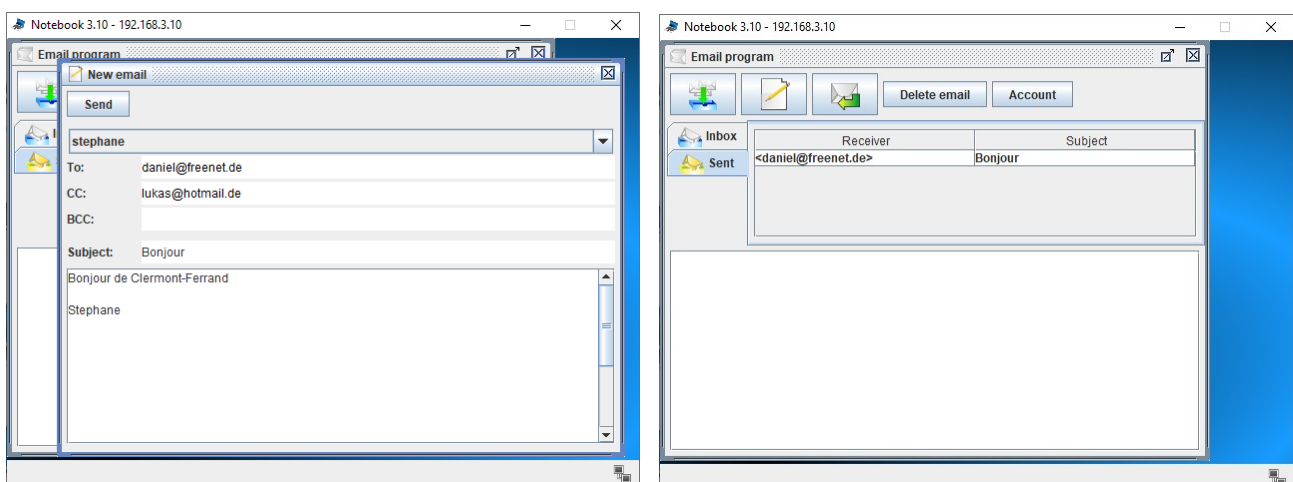 Notebook 3.10 - 192.168.3.10
Email program
New email
Send
stephane
To: daniel@freenet.de
CC: lukas@hotmail.de
BCC:
Subject: Bonjour
Bonjour de Clermont-Ferrand
Stephane
Notebook 3.10 - 192.168.3.10
Email program
Delete email Account
Inbox
Sent
Receiver Subject
<daniel@freenet.de> Bonjour